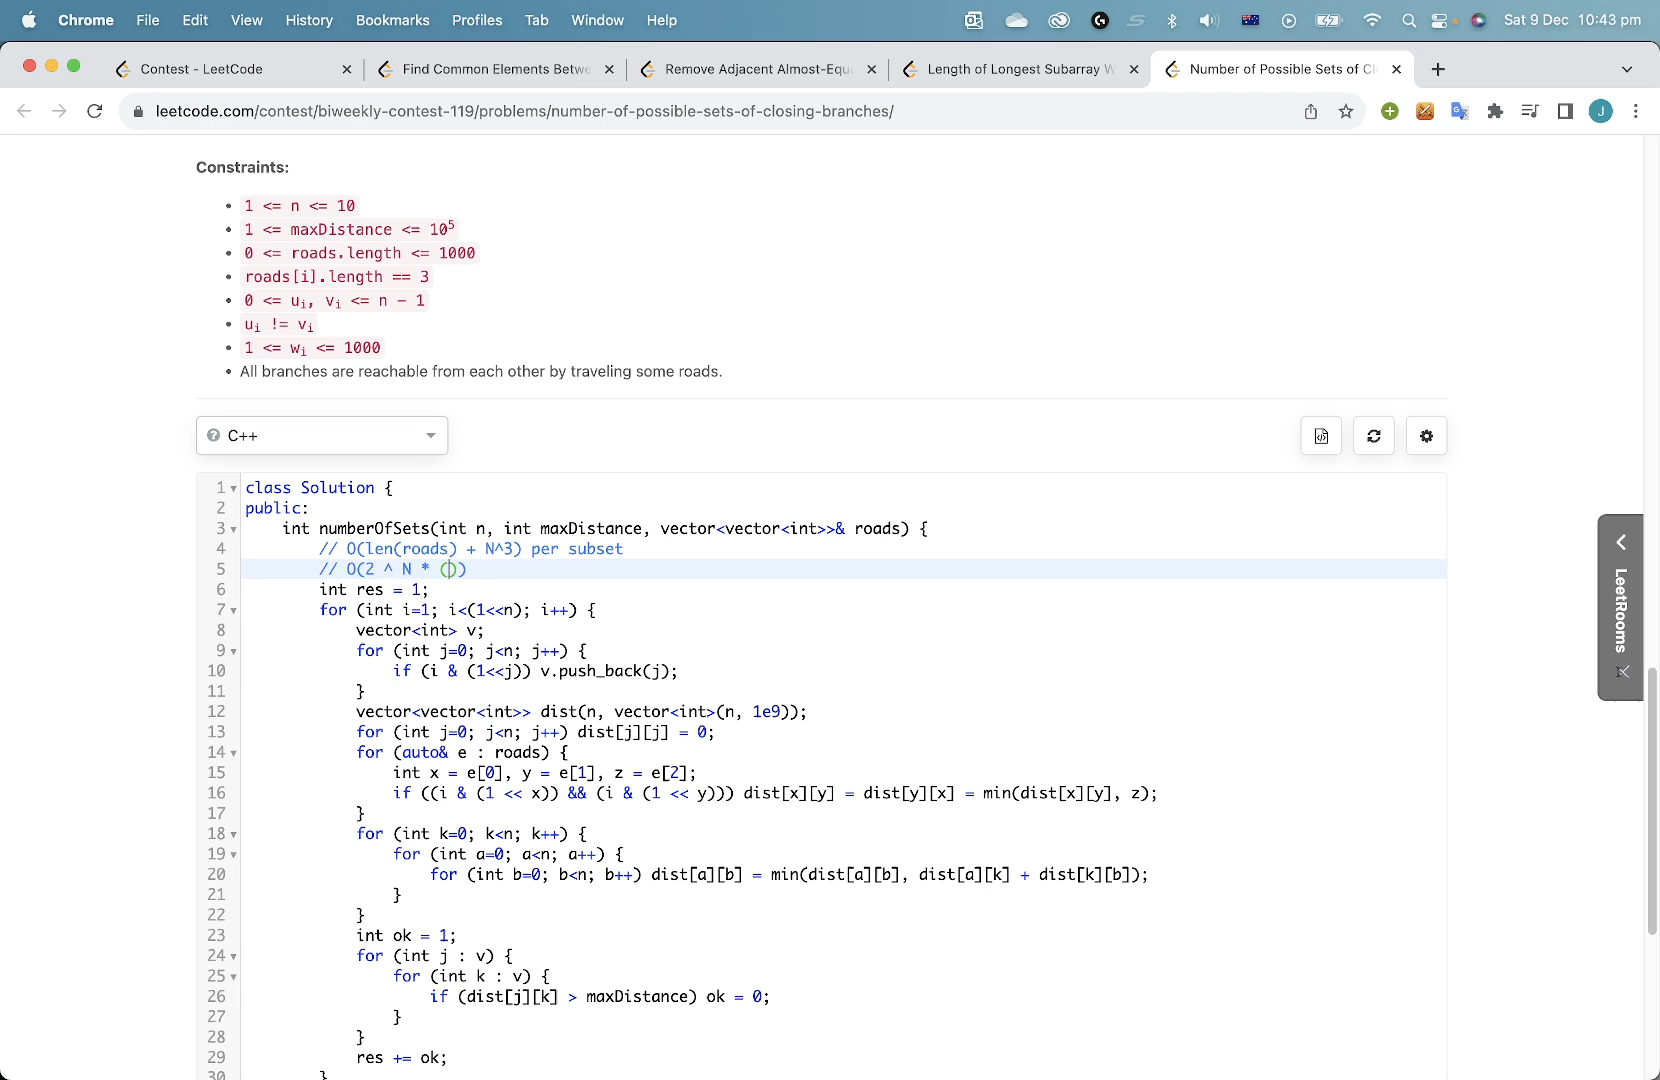 Chrome File Edit View History Bookmarks Profiles Tab Window Help Sat 9 Dec 10:43 pm
Contest - LeetCode Find Common Elements Betwe Remove Adjacent Almost-Equ Length of Longest Subarray W Number of Possible Sets of Cl
leetcode.com/contest/biweekly-contest-119/problems/number-of-possible-sets-of-closing-branches/ J
Constraints:
• 1 <= n <= 10
• 1 <= maxDistance <= 10⁵
• 0 <= roads.length <= 1000
• roads[i].length == 3
• 0 <= uᵢ, vᵢ <= n - 1
• uᵢ != vᵢ
• 1 <= wᵢ <= 1000
• All branches are reachable from each other by traveling some roads.
C++
1 class Solution {
2 public:
3 int numberOfSets(int n, int maxDistance, vector<vector<int>>& roads) {
4 // O(len(roads) + N^3) per subset
5 // O(2 ^ N * ())
6 int res = 1;
7 for (int i=1; i<(1<<n); i++) {
8 vector<int> v;
9 for (int j=0; j<n; j++) {
10 if (i & (1<<j)) v.push_back(j);
11 }
12 vector<vector<int>> dist(n, vector<int>(n, 1e9));
13 for (int j=0; j<n; j++) dist[j][j] = 0;
14 for (auto& e : roads) {
15 int x = e[0], y = e[1], z = e[2];
16 if ((i & (1 << x)) && (i & (1 << y))) dist[x][y] = dist[y][x] = min(dist[x][y], z);
17 }
18 for (int k=0; k<n; k++) {
19 for (int a=0; a<n; a++) {
20 for (int b=0; b<n; b++) dist[a][b] = min(dist[a][b], dist[a][k] + dist[k][b]);
21 }
22 }
23 int ok = 1;
24 for (int j : v) {
25 for (int k : v) {
26 if (dist[j][k] > maxDistance) ok = 0;
27 }
28 }
29 res += ok;
30 }
LeetRooms